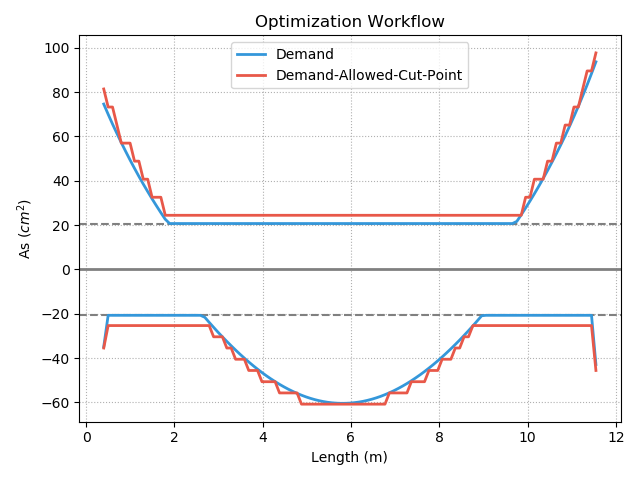 Optimization Workflow
Demand
Demand-Allowed-Cut-Point
As (cm²)
100
80
60
40
20
0
−20
−40
−60
0 2 4 6 8 10 12
Length (m)